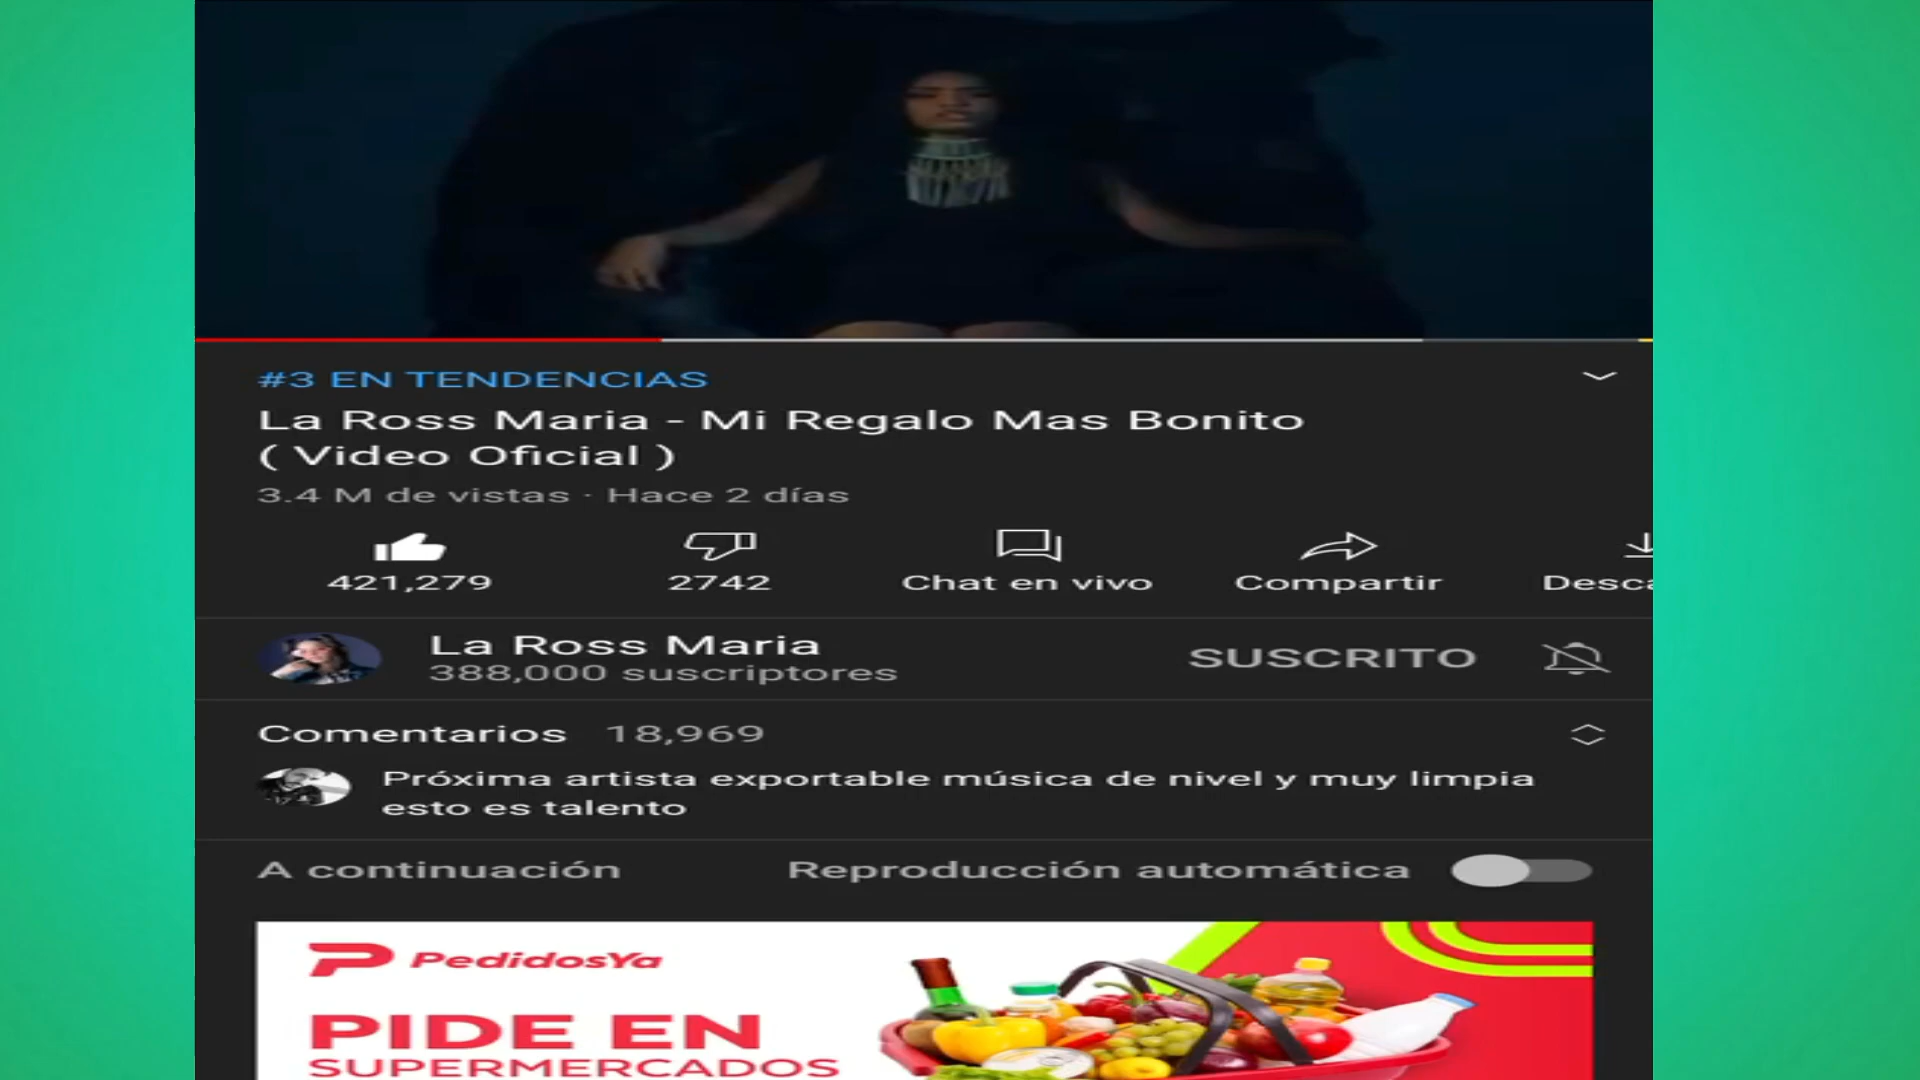 #3 EN TENDENCIAS
La Ross Maria - Mi Regalo Mas Bonito
( Video Oficial )
3.4 M de vistas · Hace 2 días
421,279 2742 Chat en vivo Compartir Desca
La Ross Maria
388,000 suscriptores
SUSCRITO
Comentarios 18,969
Próxima artista exportable música de nivel y muy limpia
esto es talento
A continuación Reproducción automática
PedidosYa
PIDE EN
SUPERMERCADOS